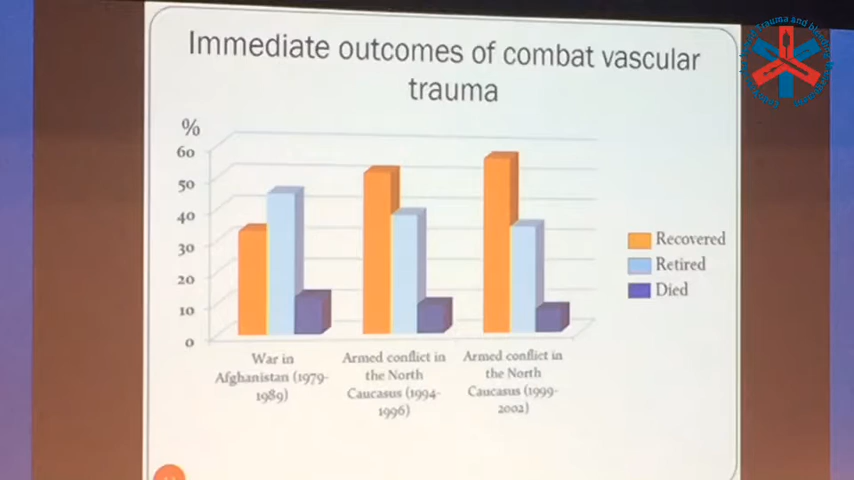 Immediate outcomes of combat vascular
trauma
%
60
50
40
30
20
10
0
Recovered
Retired
Died
War in
Afghanistan (1979-
1989)
Armed conflict in
the North
Caucasus (1994-
1996)
Armed conflict in
the North
Caucasus (1999-
2002)